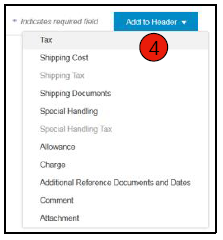 * Indicates required field Add to Header ▼
4
Tax
Shipping Cost
Shipping Tax
Shipping Documents
Special Handling
Special Handling Tax
Allowance
Charge
Additional Reference Documents and Dates
Comment
Attachment